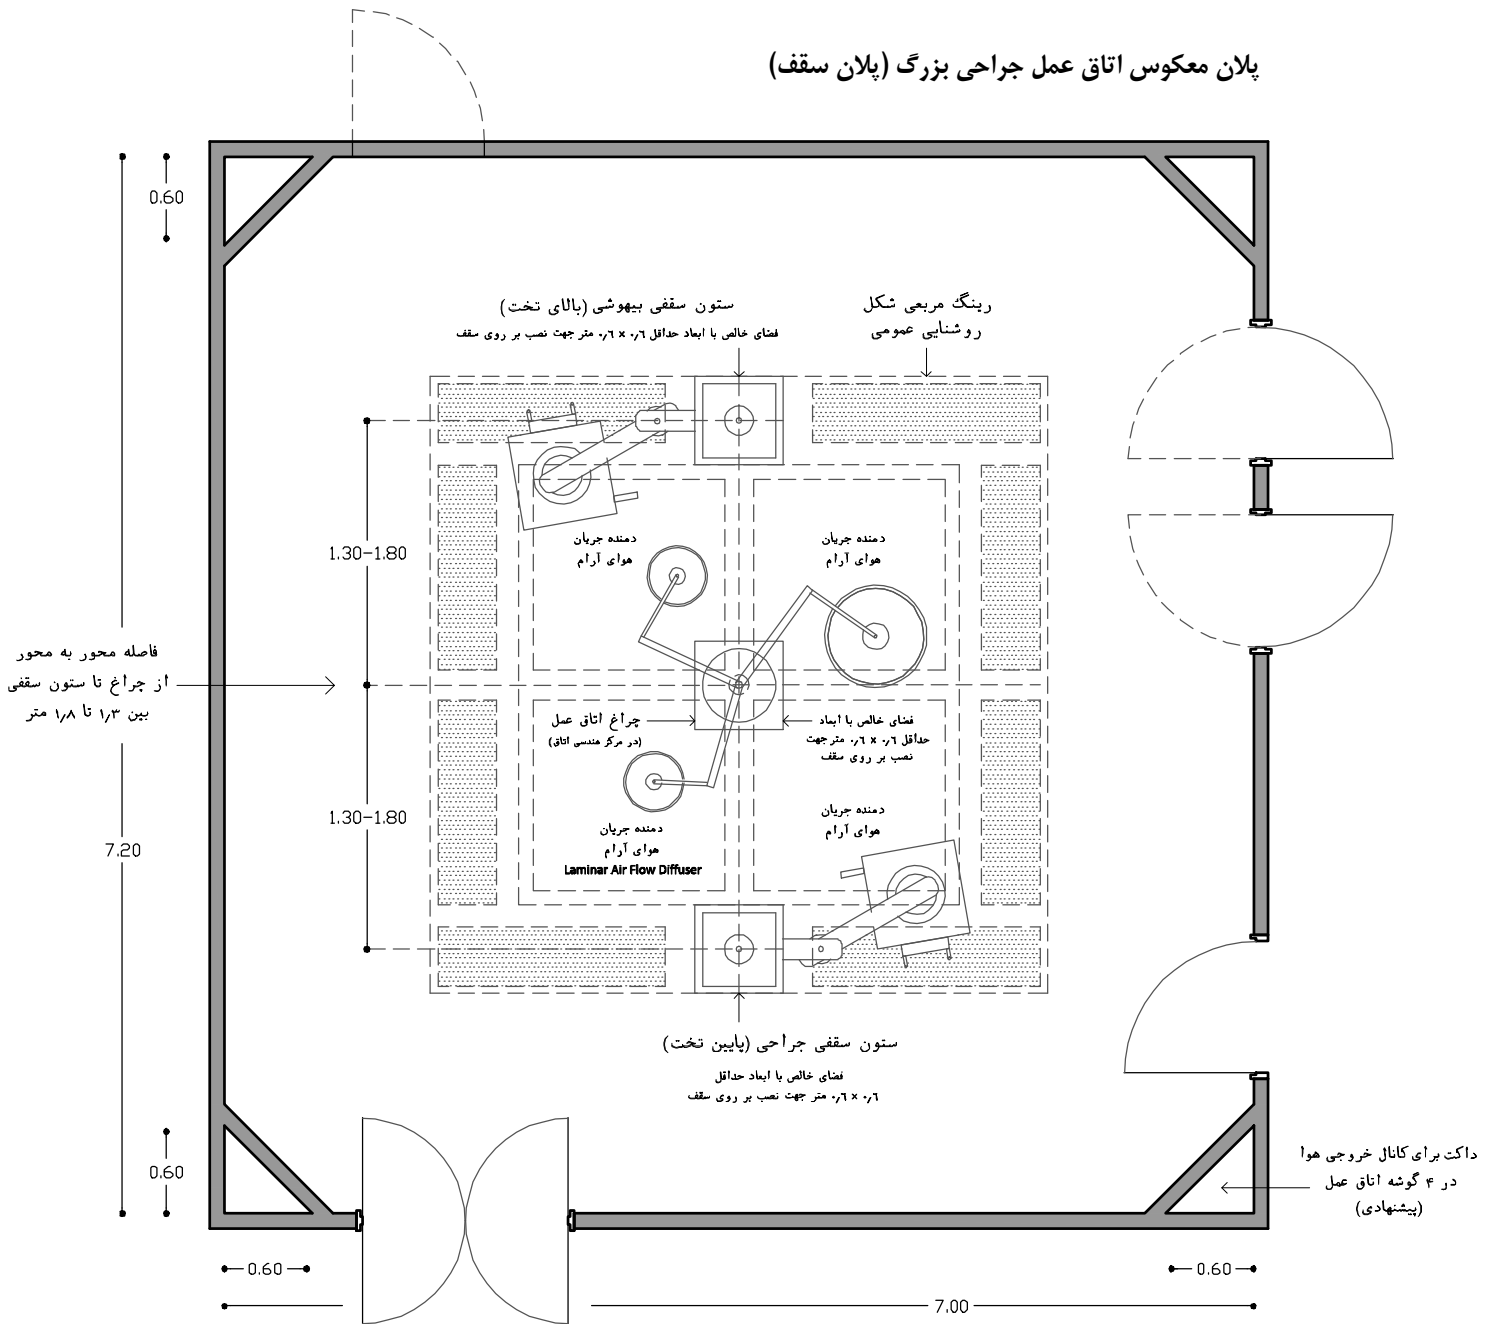 پلان معکوس اتاق عمل جراحی بزرگ (پلان سقف)
0.60
ستون سقفی بیهوشی (بالای تخت)
فضای خالص با ابعاد حداقل ۰٫۶ × ۰٫۶ متر جهت نصب بر روی سقف
رینگ مربعی شکل
روشنایی عمومی
1.30-1.80
دمنده جریان
هوای آرام
دمنده جریان
هوای آرام
فاصله محور به محور
از چراغ تا ستون سقفی
بین ۱٫۳ تا ۱٫۸ متر
چراغ اتاق عمل
(در مرکز هندسی اتاق)
فضای خالص با ابعاد
حداقل ۰٫۶ × ۰٫۶ متر جهت
نصب بر روی سقف
1.30-1.80
7.20
دمنده جریان
هوای آرام
Laminar Air Flow Diffuser
دمنده جریان
هوای آرام
ستون سقفی جراحی (پایین تخت)
فضای خالص با ابعاد حداقل
۰٫۶ × ۰٫۶ متر جهت نصب بر روی سقف
0.60
داکت برای کانال خروجی هوا
در ۴ گوشه اتاق عمل
(پیشنهادی)
0.60
0.60
7.00